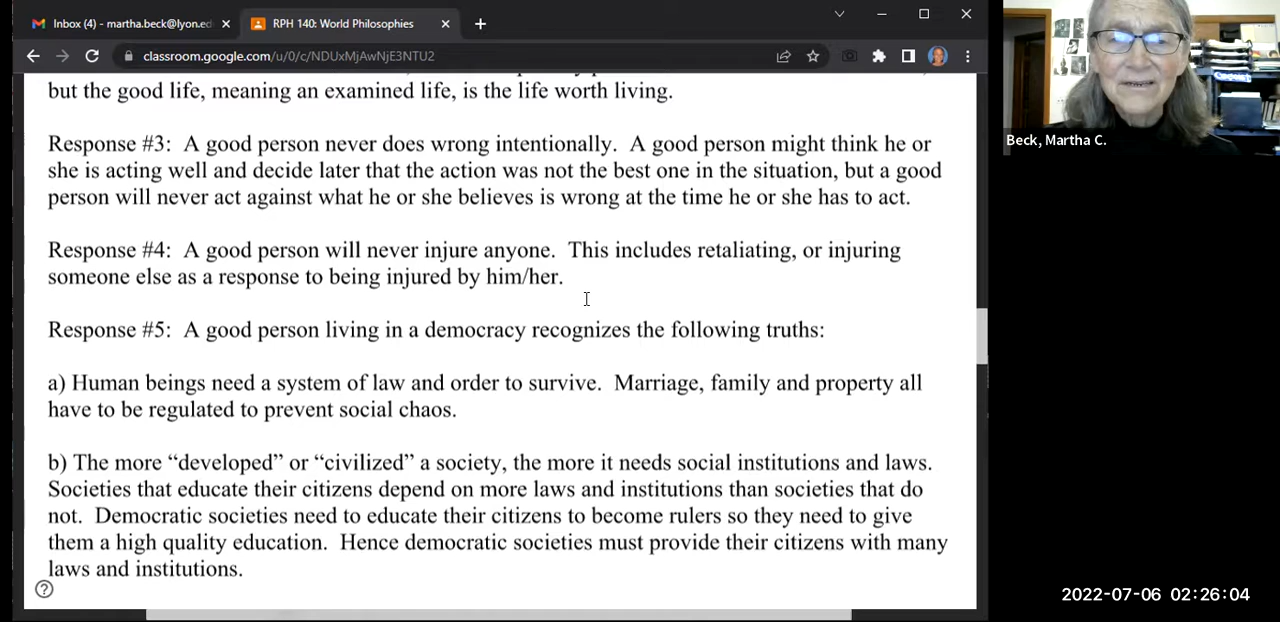 Inbox (4) - martha.beck@lyon.ed
RPH 140: World Philosophies
classroom.google.com/u/0/c/NDUxMjAwNjE3NTU2
but the good life, meaning an examined life, is the life worth living.
Response #3:  A good person never does wrong intentionally.  A good person might think he or
she is acting well and decide later that the action was not the best one in the situation, but a good
person will never act against what he or she believes is wrong at the time he or she has to act.
Response #4:  A good person will never injure anyone.  This includes retaliating, or injuring
someone else as a response to being injured by him/her.
Response #5:  A good person living in a democracy recognizes the following truths:
a) Human beings need a system of law and order to survive.  Marriage, family and property all
have to be regulated to prevent social chaos.
b) The more “developed” or “civilized” a society, the more it needs social institutions and laws.
Societies that educate their citizens depend on more laws and institutions than societies that do
not.  Democratic societies need to educate their citizens to become rulers so they need to give
them a high quality education.  Hence democratic societies must provide their citizens with many
laws and institutions.
Beck, Martha C.
2022-07-06 02:26:04